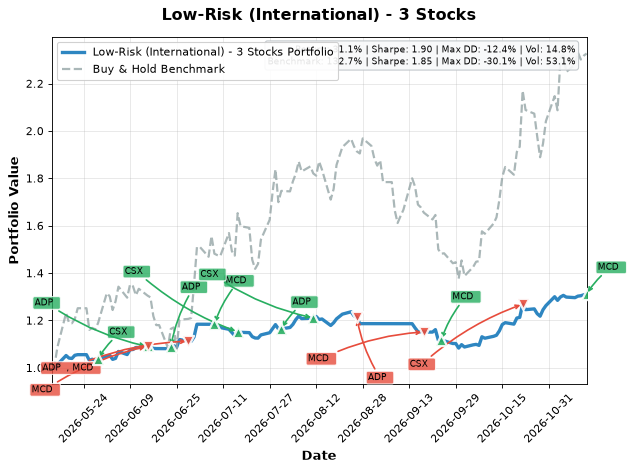 Low-Risk (International) - 3 Stocks
Low-Risk (International) - 3 Stocks Portfolio
Buy & Hold Benchmark
1.1% | Sharpe: 1.90 | Max DD: -12.4% | Vol: 14.8%
2.7% | Sharpe: 1.85 | Max DD: -30.1% | Vol: 53.1%
Portfolio Value
2.2
2.0
1.8
1.6
1.4
1.2
CSX
CSX
MCD
MCD
ADP
ADP
ADP
MCD
CSX
MCD
CSX
ADP , MCD
ADP
MCD
2026-05-24
2026-06-09
2026-06-25
2026-07-11
2026-07-27
2026-08-12
2026-08-28
2026-09-13
2026-09-29
2026-10-15
2026-10-31
Date